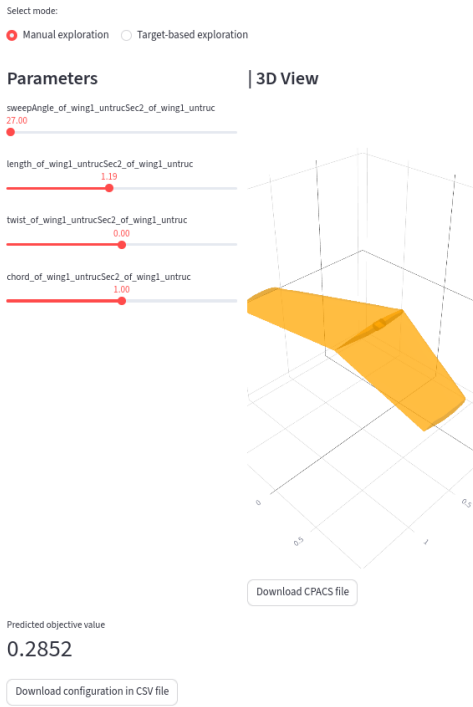 Select mode:
Manual exploration
Target-based exploration
Parameters
3D View
sweepAngle_of_wing1_untrucSec2_of_wing1_untruc
27.00
length_of_wing1_untrucSec2_of_wing1_untruc
1.19
twist_of_wing1_untrucSec2_of_wing1_untruc
0.00
chord_of_wing1_untrucSec2_of_wing1_untruc
1.00
0
0.5
0.5
Download CPACS file
Predicted objective value
0.2852
Download configuration in CSV file